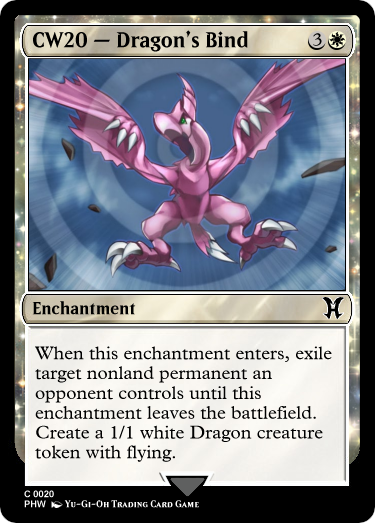 CW20 — Dragon's Bind 3
Enchantment
When this enchantment enters, exile
target nonland permanent an
opponent controls until this
enchantment leaves the battlefield.
Create a 1/1 white Dragon creature
token with flying.
C 0020
PHW Yu-Gi-Oh Trading Card Game